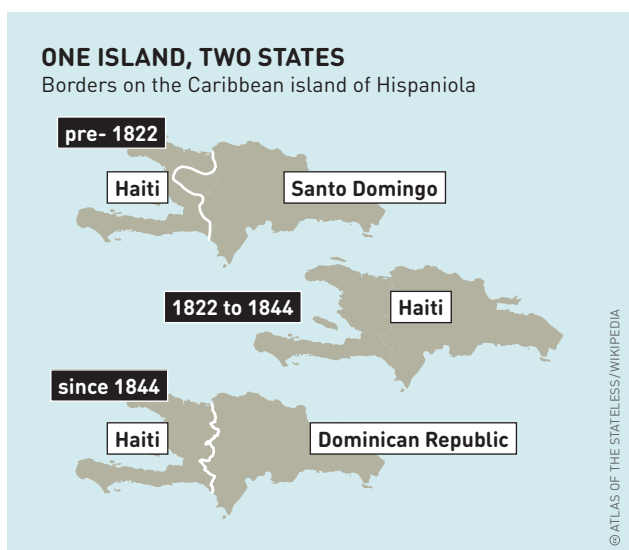 ONE ISLAND, TWO STATES
Borders on the Caribbean island of Hispaniola
pre- 1822
Haiti
Santo Domingo
1822 to 1844
Haiti
since 1844
Haiti
Dominican Republic
🅭 ATLAS OF THE STATELESS/WIKIPEDIA